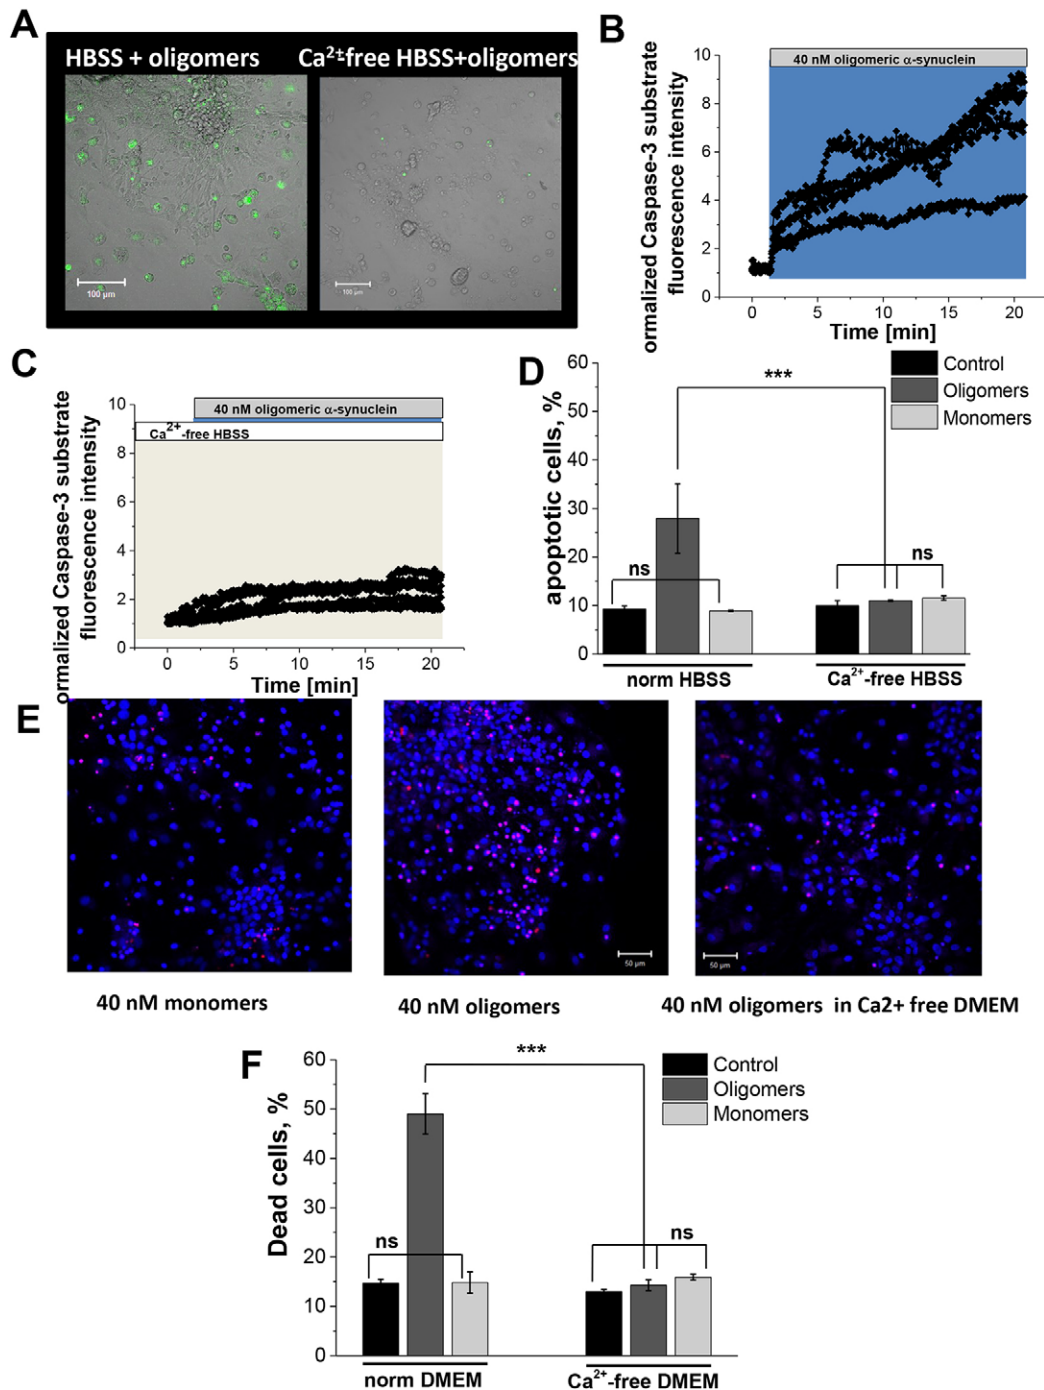 A
HBSS + oligomers
Ca2+-free HBSS+oligomers
100 µm
100 µm
B
ormalized Caspase-3 substrate
fluorescence intensity
40 nM oligomeric α-synuclein
10
8
6
4
2
0
0 5 10 15 20
Time [min]
C
ormalized Caspase-3 substrate
fluorescence intensity
40 nM oligomeric α-synuclein
Ca2+-free HBSS
10
8
6
4
2
0
0 5 10 15 20
Time [min]
D
apoptotic cells, %
60
50
40
30
20
10
0
***
Control
Oligomers
Monomers
ns
ns
norm HBSS
Ca2+-free HBSS
E
50 µm
50 µm
40 nM monomers
40 nM oligomers
40 nM oligomers in Ca2+ free DMEM
F
Dead cells, %
60
50
40
30
20
10
0
***
Control
Oligomers
Monomers
ns
ns
norm DMEM
Ca2+-free DMEM